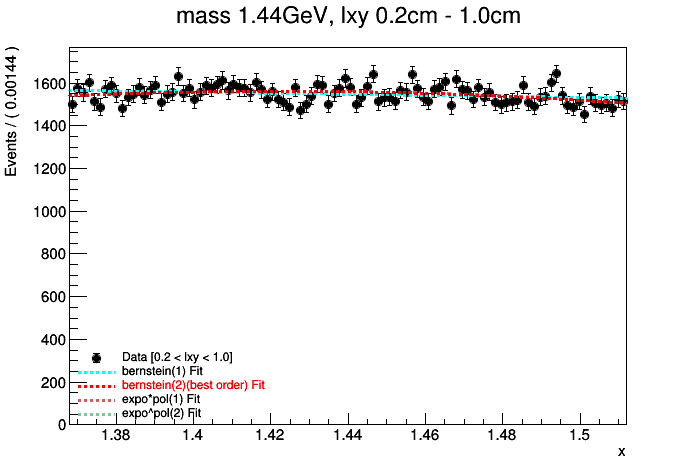 mass 1.44GeV, lxy 0.2cm - 1.0cm
Events / ( 0.00144 )
1600
1400
1200
1000
800
600
400
200
0
Data [0.2 < lxy < 1.0]
bernstein(1) Fit
bernstein(2)(best order) Fit
expo*pol(1) Fit
expo^pol(2) Fit
1.38 1.4 1.42 1.44 1.46 1.48 1.5
x